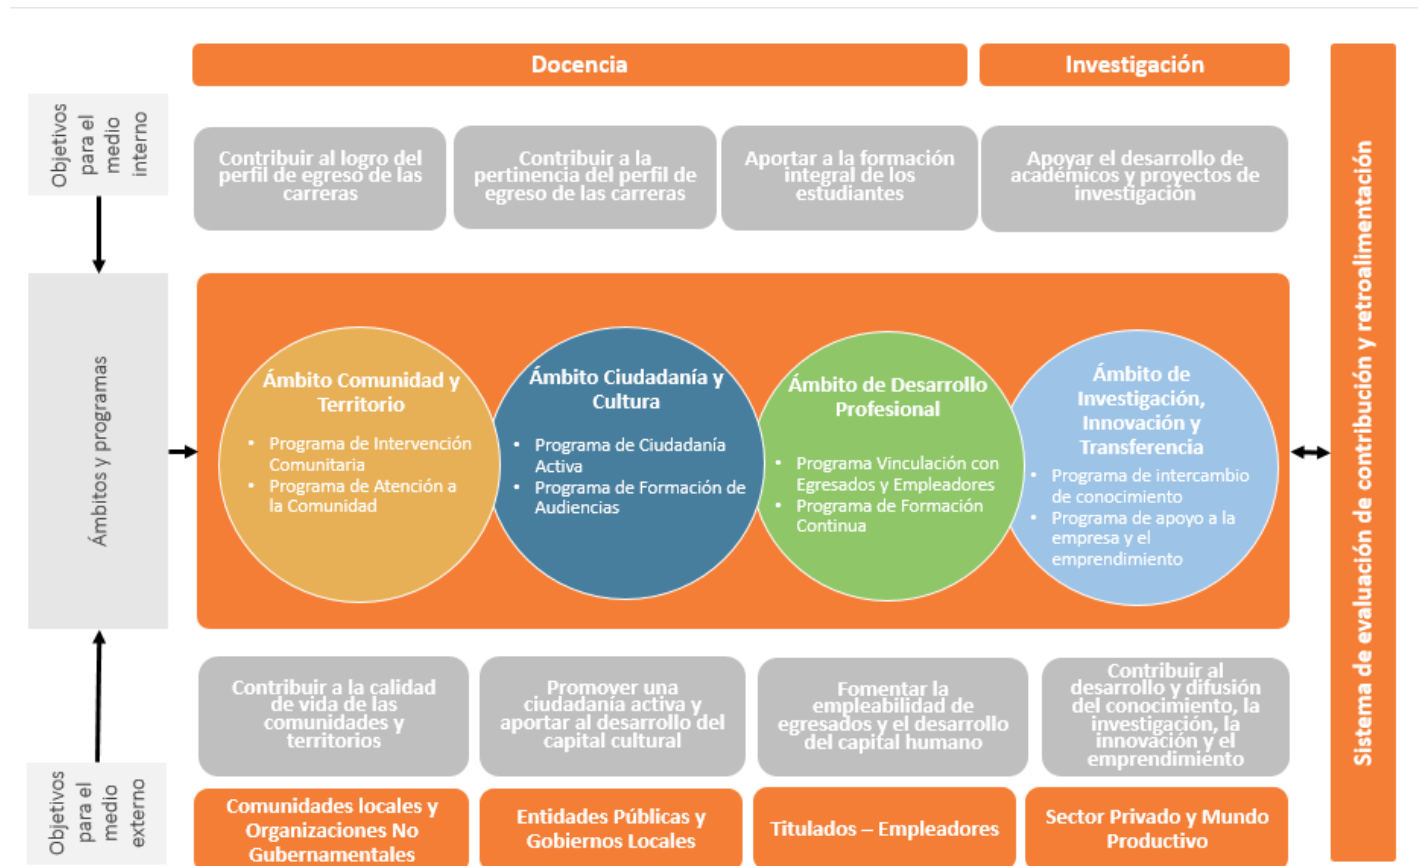 Docencia
Investigación
Objetivos
para el
medio
interno
Contribuir al logro del
perfil de egreso de las
carreras
Contribuir a la
pertinencia del perfil de
egreso de las carreras
Aportar a la formación
integral de los
estudiantes
Apoyar el desarrollo de
académicos y proyectos de
investigación
Ámbitos y programas
Ámbito Comunidad y
Territorio
• Programa de Intervención
Comunitaria
• Programa de Atención a
la Comunidad
Ámbito Ciudadanía y
Cultura
• Programa de Ciudadanía
Activa
• Programa de Formación de
Audiencias
Ámbito de Desarrollo
Profesional
• Programa Vinculación con
Egresados y Empleadores
• Programa de Formación
Continua
Ámbito de
Investigación,
Innovación y
Transferencia
• Programa de intercambio
de conocimiento
• Programa de apoyo a la
empresa y el
emprendimiento
Sistema de evaluación de contribución y retroalimentación
Objetivos
para el
medio
externo
Contribuir a la calidad
de vida de las
comunidades y
territorios
Promover una
ciudadanía activa y
aportar al desarrollo del
capital cultural
Fomentar la
empleabilidad de
egresados y el desarrollo
del capital humano
Contribuir al
desarrollo y difusión
del conocimiento, la
investigación, la
innovación y el
emprendimiento
Comunidades locales y
Organizaciones No
Gubernamentales
Entidades Públicas y
Gobiernos Locales
Titulados – Empleadores
Sector Privado y Mundo
Productivo